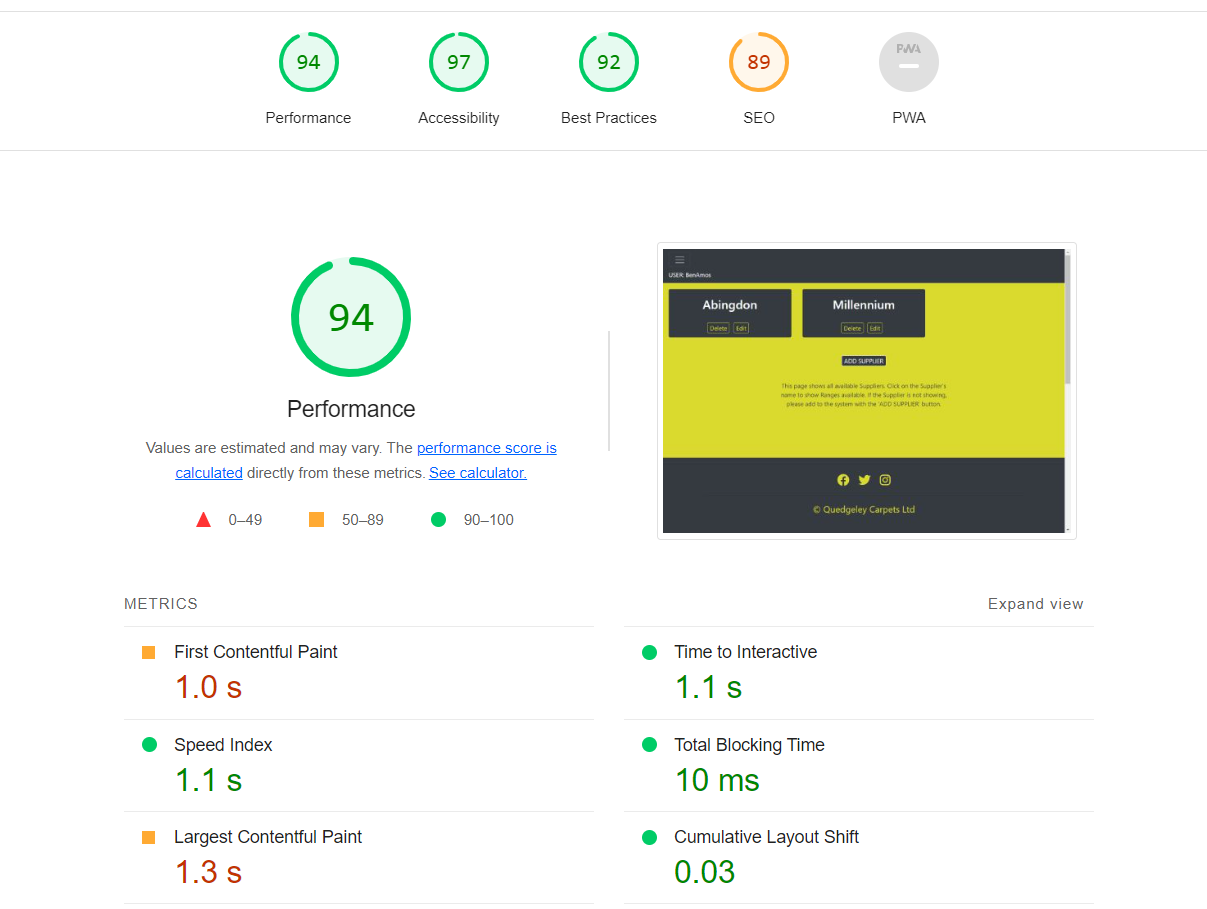 94
97
92
89
PWA
Performance
Accessibility
Best Practices
SEO
PWA
94
Performance
Values are estimated and may vary. The performance score is
calculated directly from these metrics. See calculator.
0–49
50–89
90–100
USER: BenAmos
Abingdon
Delete Edit
Millennium
Delete Edit
ADD SUPPLIER
This page shows all available Suppliers. Click on the Supplier's
name to show Ranges available. If the Supplier is not showing,
please add to the system with the 'ADD SUPPLIER' button.
© Quedgeley Carpets Ltd
METRICS
Expand view
First Contentful Paint
1.0 s
Time to Interactive
1.1 s
Speed Index
1.1 s
Total Blocking Time
10 ms
Largest Contentful Paint
1.3 s
Cumulative Layout Shift
0.03